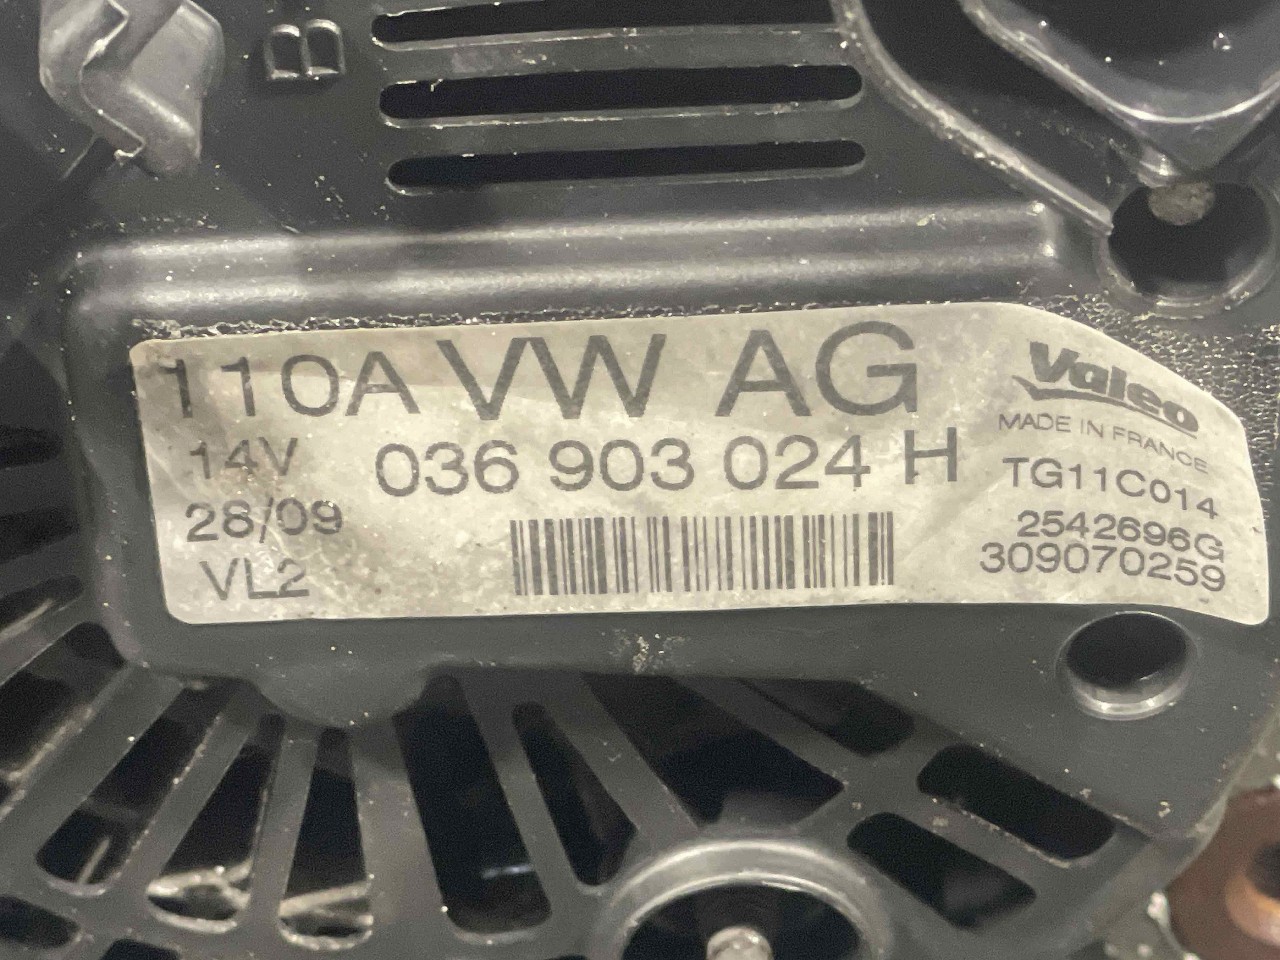 B
110A VW AG
14V 036 903 024 H
28/09
VL2
Valeo
MADE IN FRANCE
TG11C014
2542696G
309070259